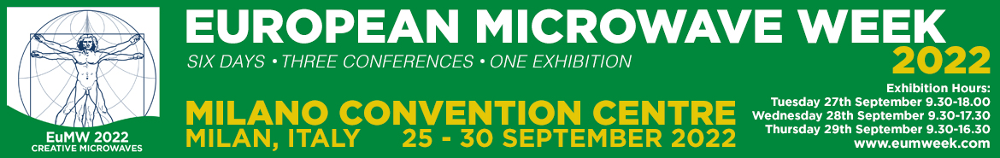 EUROPEAN MICROWAVE WEEK
2022
SIX DAYS • THREE CONFERENCES • ONE EXHIBITION
MILANO CONVENTION CENTRE
MILAN, ITALY 25 - 30 SEPTEMBER 2022
Exhibition Hours:
Tuesday 27th September 9.30-18.00
Wednesday 28th September 9.30-17.30
Thursday 29th September 9.30-16.30
www.eumweek.com
EuMW 2022
CREATIVE MICROWAVES